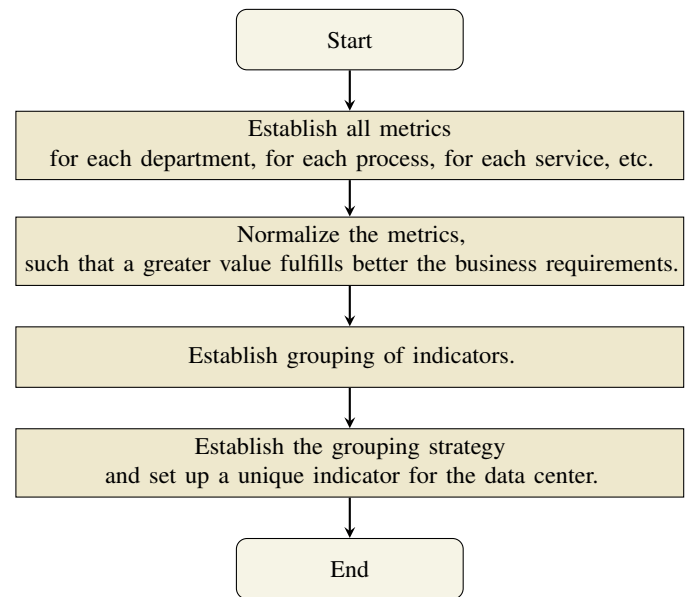 Start
Establish all metrics
for each department, for each process, for each service, etc.
Normalize the metrics,
such that a greater value fulfills better the business requirements.
Establish grouping of indicators.
Establish the grouping strategy
and set up a unique indicator for the data center.
End